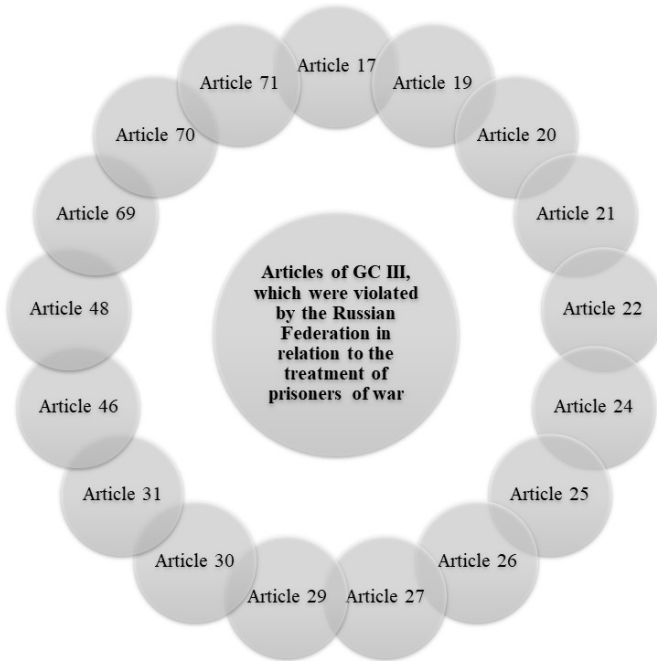 Article 17
Article 19
Article 20
Article 21
Article 22
Article 24
Article 25
Article 26
Article 27
Article 29
Article 30
Article 31
Article 46
Article 48
Article 69
Article 70
Article 71
Articles of GC III,
which were violated
by the Russian
Federation in
relation to the
treatment of
prisoners of war